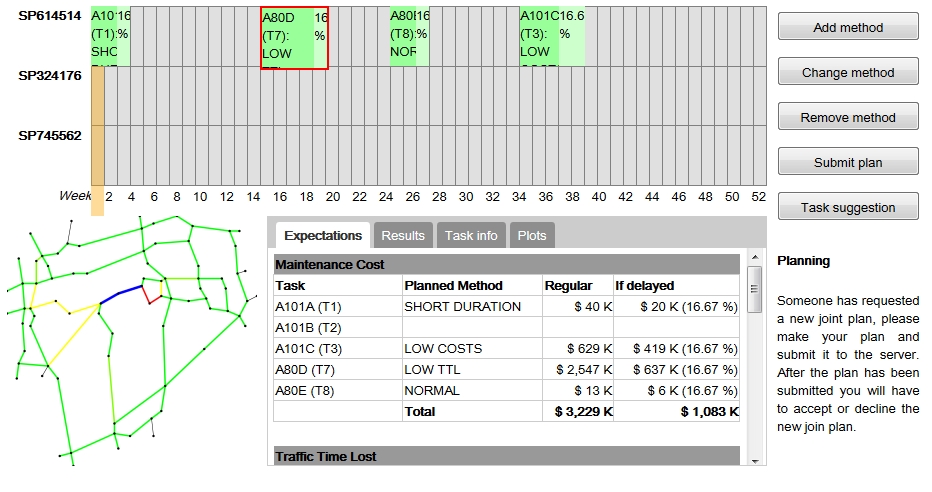 SP614514
A10 16
(T1): %
SHC
A80D 16
(T7): %
LOW
A80I 16
(T8): %
NOR
A101C 16.6
(T3): %
LOW
SP324176
SP745562
Week 2 4 6 8 10 12 14 16 18 20 22 24 26 28 30 32 34 36 38 40 42 44 46 48 50 52
Add method
Change method
Remove method
Submit plan
Task suggestion
Expectations Results Task info Plots
Maintenance Cost
Task Planned Method Regular If delayed
A101A (T1) SHORT DURATION $ 40 K $ 20 K (16.67 %)
A101B (T2)
A101C (T3) LOW COSTS $ 629 K $ 419 K (16.67 %)
A80D (T7) LOW TTL $ 2,547 K $ 637 K (16.67 %)
A80E (T8) NORMAL $ 13 K $ 6 K (16.67 %)
Total $ 3,229 K $ 1,083 K
Traffic Time Lost
Planning
Someone has requested
a new joint plan, please
make your plan and
submit it to the server.
After the plan has been
submitted you will have
to accept or decline the
new join plan.